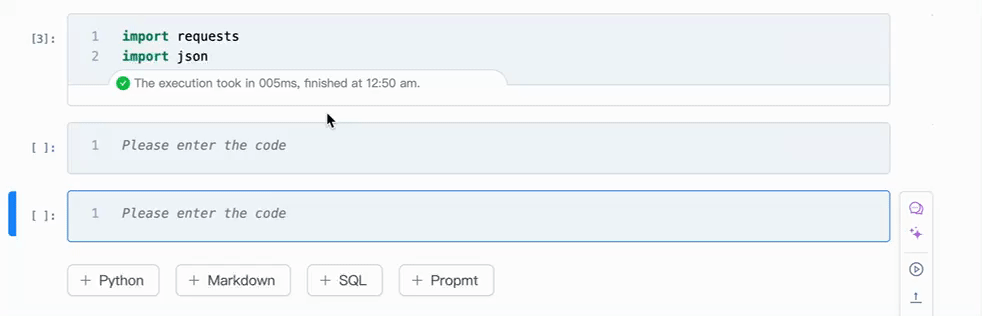 [3]: 1 import requests
2 import json
The execution took in 005ms, finished at 12:50 am.
[ ]: 1 Please enter the code
[ ]: 1 Please enter the code
+ Python + Markdown + SQL + Propmt